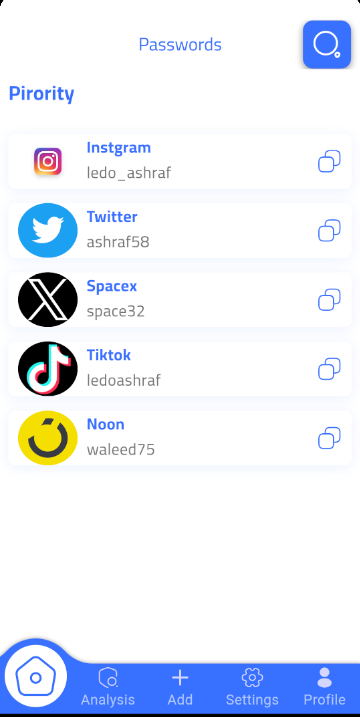 Passwords
Pirority
Instgram
ledo_ashraf
Twitter
ashraf58
Spacex
space32
Tiktok
ledoashraf
Noon
waleed75
Analysis
Add
Settings
Profile